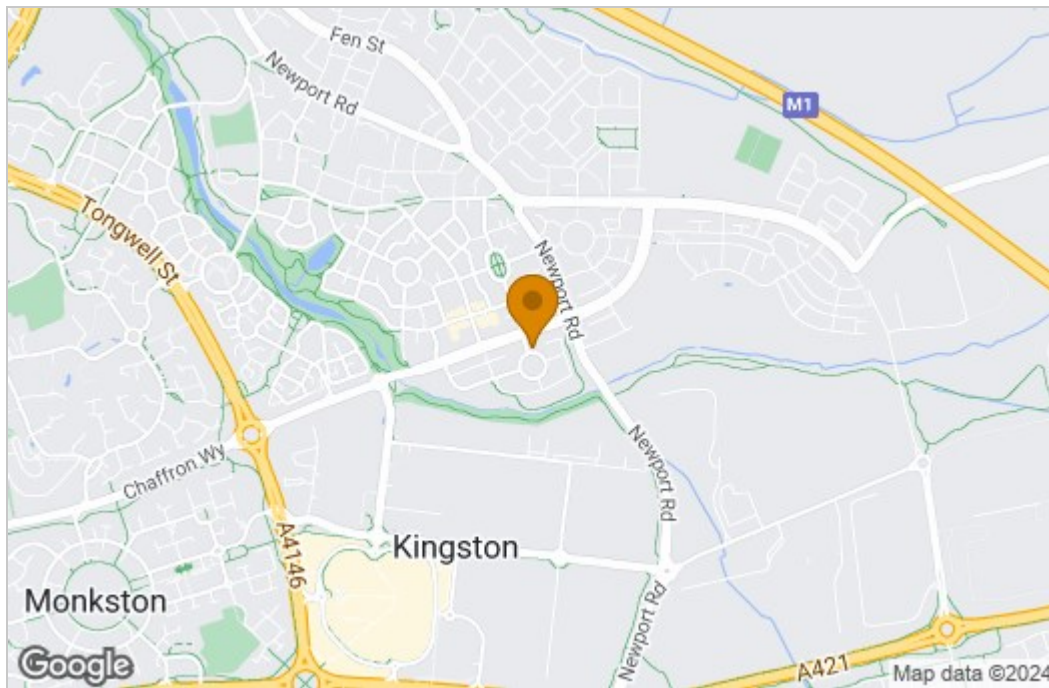 Fen St
Newport Rd
M1
Tongwell St
Newport Rd
Newport Rd
Chaffron Wy
A4146
Kingston
Monkston
Newport Rd
A421
Google
Map data ©2024